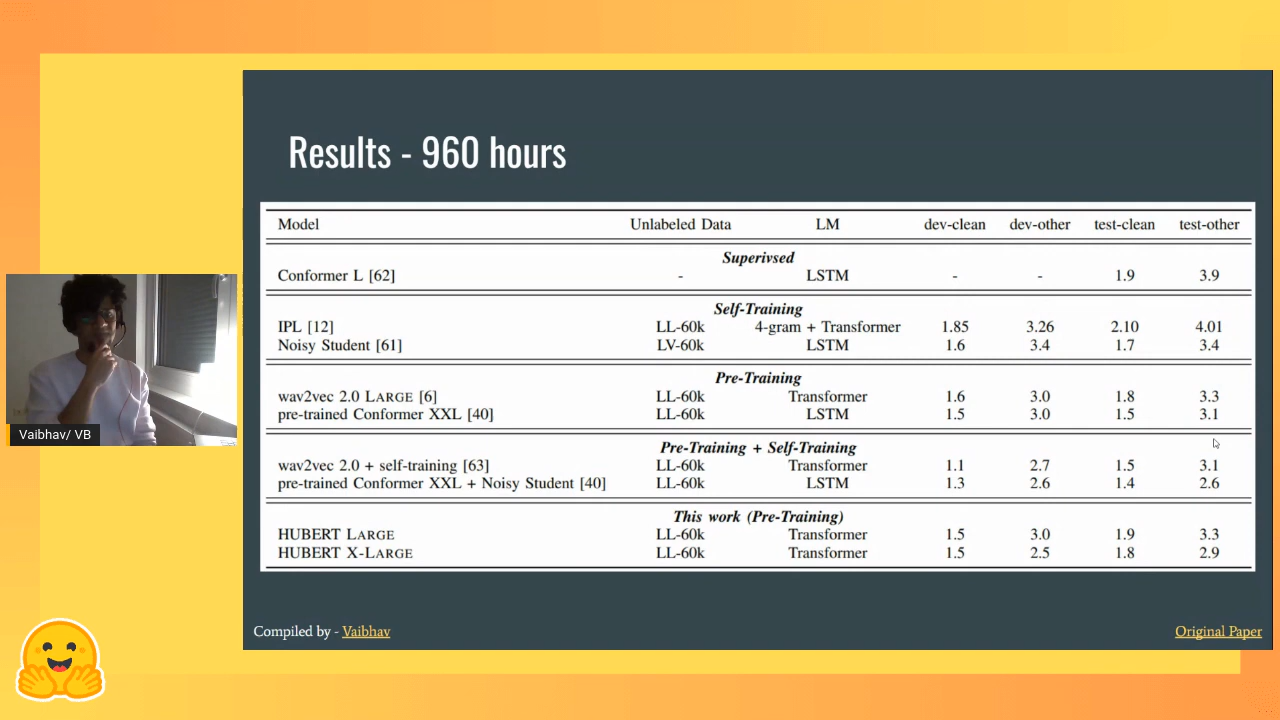 Results - 960 hours
Model Unlabeled Data LM dev-clean dev-other test-clean test-other
Superivsed
Conformer L [62] - LSTM - - 1.9 3.9
Self-Training
IPL [12] LL-60k 4-gram + Transformer 1.85 3.26 2.10 4.01
Noisy Student [61] LV-60k LSTM 1.6 3.4 1.7 3.4
Pre-Training
wav2vec 2.0 LARGE [6] LL-60k Transformer 1.6 3.0 1.8 3.3
pre-trained Conformer XXL [40] LL-60k LSTM 1.5 3.0 1.5 3.1
Pre-Training + Self-Training
wav2vec 2.0 + self-training [63] LL-60k Transformer 1.1 2.7 1.5 3.1
pre-trained Conformer XXL + Noisy Student [40] LL-60k LSTM 1.3 2.6 1.4 2.6
This work (Pre-Training)
HUBERT LARGE LL-60k Transformer 1.5 3.0 1.9 3.3
HUBERT X-LARGE LL-60k Transformer 1.5 2.5 1.8 2.9
Vaibhav/ VB
Compiled by - Vaibhav
Original Paper